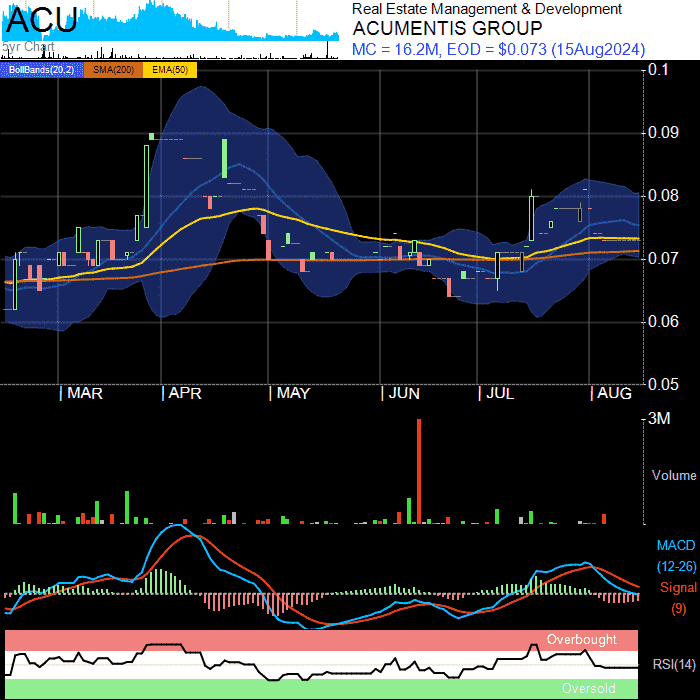 ACU
5yr Chart
Real Estate Management & Development
ACUMENTIS GROUP
MC = 16.2M, EOD = $0.073 (15Aug2024)
BollBands(20,2) SMA(200) EMA(50)
0.1
0.09
0.08
0.07
0.06
0.05
MAR APR MAY JUN JUL AUG
3M
Volume
MACD
(12-26)
Signal
(9)
Overbought
RSI(14)
Oversold